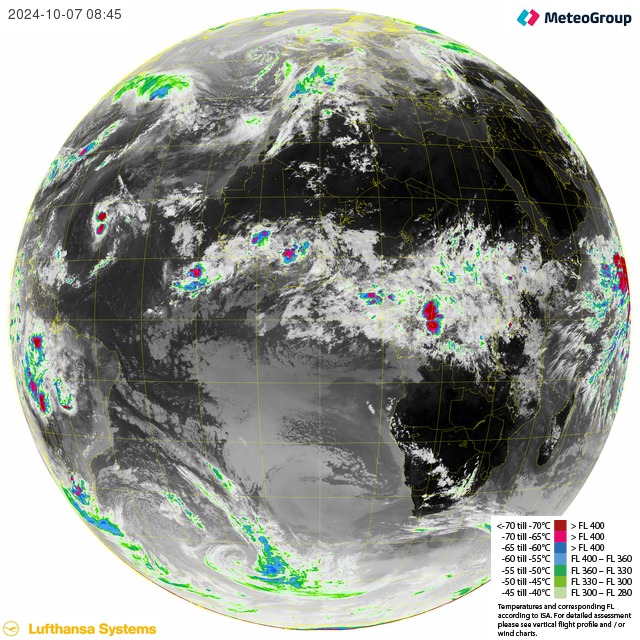 2024-10-07 08:45
MeteoGroup
<-70 till -70°C > FL 400
-70 till -65°C > FL 400
-65 till -60°C > FL 400
-60 till -55°C FL 400 – FL 360
-55 till -50°C FL 360 – FL 330
-50 till -45°C FL 330 – FL 300
-45 till -40°C FL 300 – FL 280
Temperatures and corresponding FL
according to ISA. For detailed assessment
please see vertical flight profile and / or
wind charts.
Lufthansa Systems